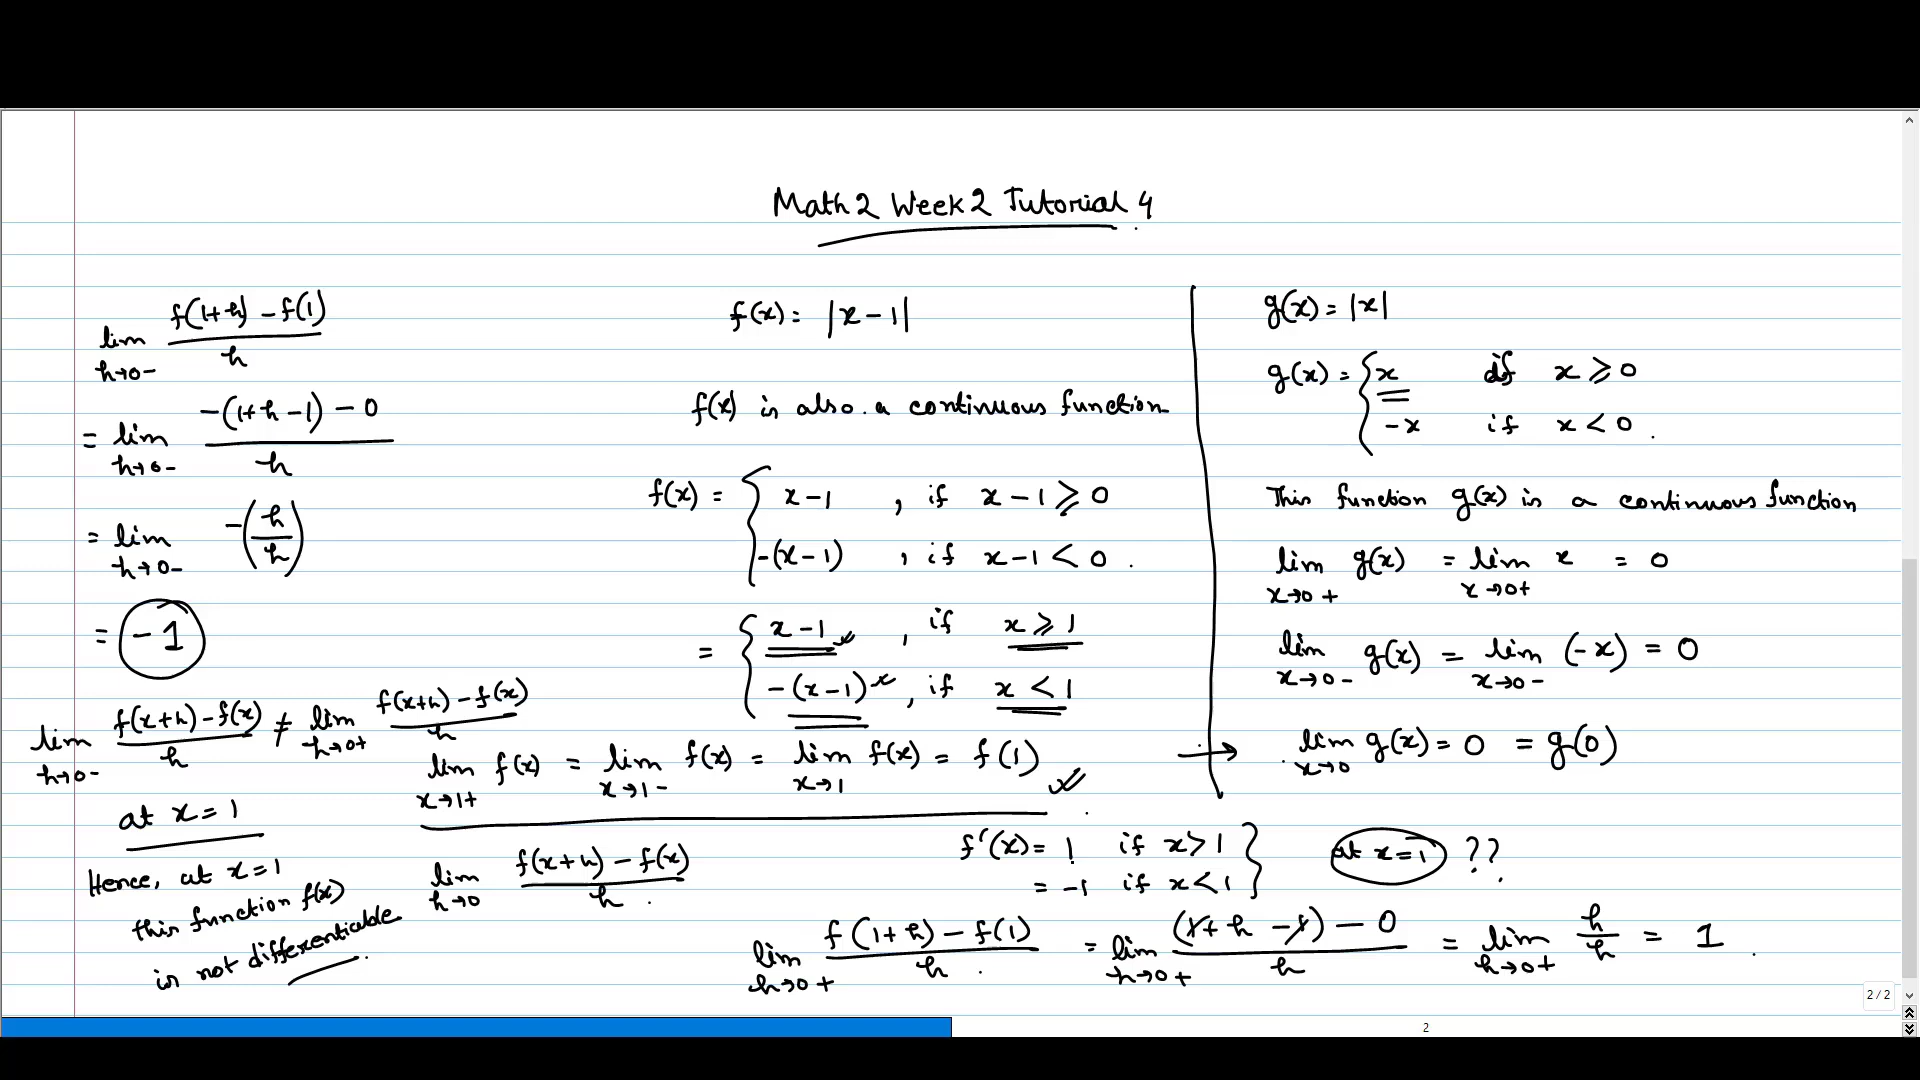 Math 2 Week 2 Tutorial 4
f(x) = |x-1|
f(x) is also a continuous function
f(x) = { x-1 , if x-1 ⩾ 0
-(x-1) , if x-1 < 0 .
= { x-1 , if x ⩾ 1
-(x-1) , if x < 1
lim x→1+ f(x) = lim x→1- f(x) = lim x→1 f(x) = f(1)
g(x) = |x|
g(x) = { x if x ⩾ 0
-x if x < 0 .
This function g(x) is a continuous function
lim x→0+ g(x) = lim x→0+ x = 0
lim x→0- g(x) = lim x→0- (-x) = 0
→ lim x→0 g(x) = 0 = g(0)
lim h→0 (f(x+h) - f(x))/h .
f'(x) = 1 if x > 1
= -1 if x < 1 } at x=1 ??
lim h→0+ (f(1+h) - f(1))/h = lim h→0+ ((1+h-1) - 0)/h = lim h→0+ h/h = 1 .
lim h→0- (f(1+h) - f(1))/h
= lim h→0- (-(1+h-1) - 0)/h
= lim h→0- -(h/h)
= -1
lim h→0- (f(x+h) - f(x))/h ≠ lim h→0+ (f(x+h) - f(x))/h
at x=1
Hence, at x=1
this function f(x)
is not differentiable.
2 / 2
2